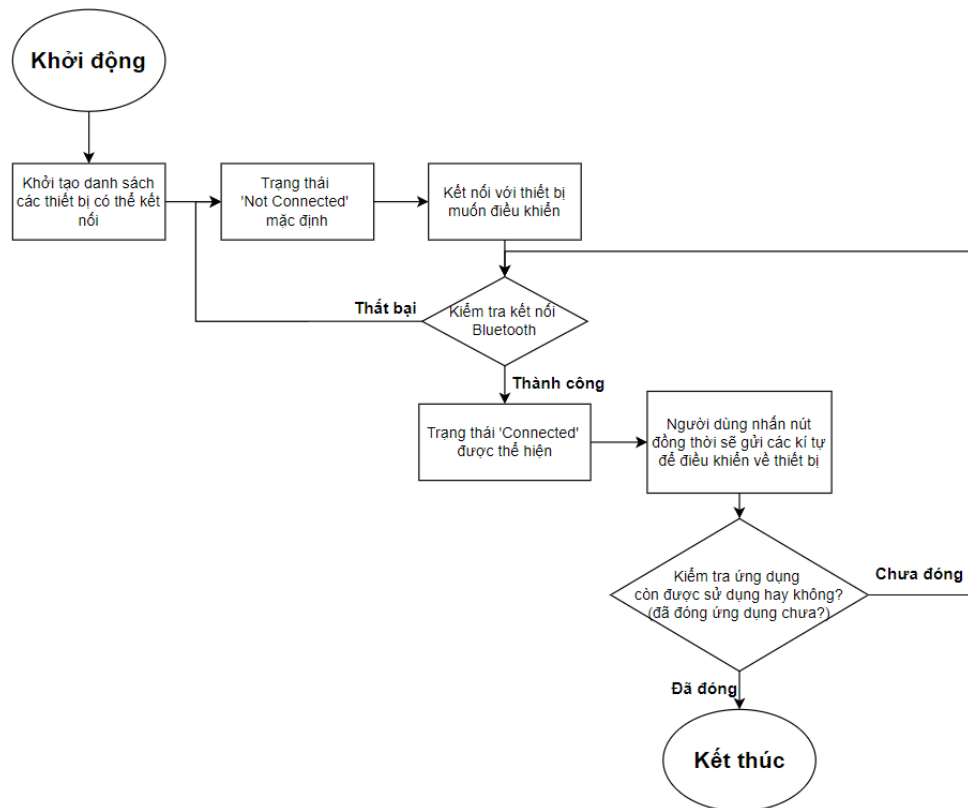 Khởi động
Khởi tạo danh sách
các thiết bị có thể kết
nối
Trạng thái
'Not Connected'
mặc định
Kết nối với thiết bị
muốn điều khiển
Thất bại
Kiểm tra kết nối
Bluetooth
Thành công
Trạng thái 'Connected'
được thể hiện
Người dùng nhấn nút
đồng thời sẽ gửi các kí tự
để điều khiển về thiết bị
Kiểm tra ứng dụng
còn được sử dụng hay không?
(đã đóng ứng dụng chưa?)
Chưa đóng
Đã đóng
Kết thúc